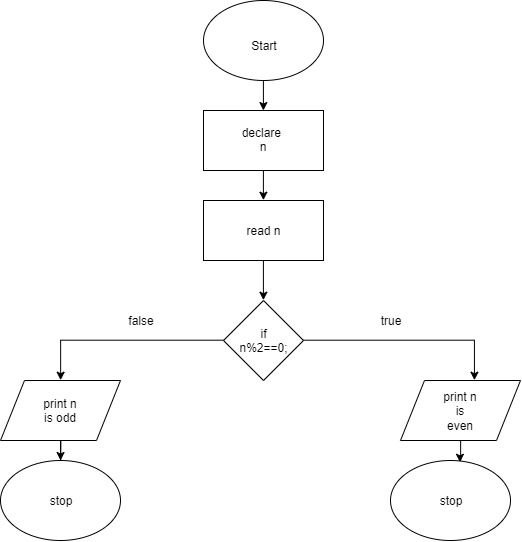 Start
declare
n
read n
false
true
if
n%2==0;
print n
is odd
print n
is
even
stop
stop